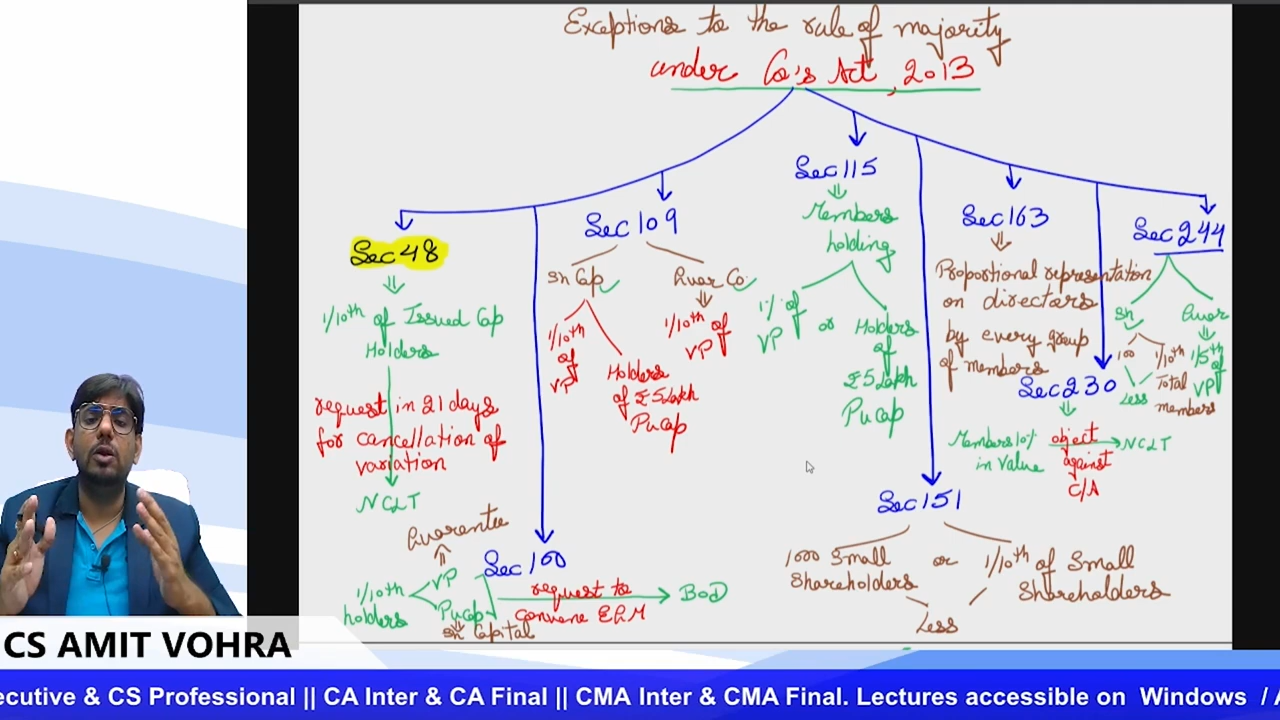 Exceptions to the rule of majority
under Co's Act, 2013
Sec 48
1/10th of Issued Cap
Holders
request in 21 days
for cancellation of
variation
NCLT
Sec 100
1/10th
holders
VP
Guarantee
Pucap
Sh Capital
request to
convene EGM
BOD
Sec 109
Sh Cap
1/10th
of
VP
Holders
of ₹5 Lakh
Pucap
Guar Co
1/10th of
VP
Sec 115
Members
holding
1% of
VP
or
Holders
of
₹5 Lakh
Pucap
Sec 151
1000 Small
Shareholders
or
1/10th of Small
Shareholders
Less
Sec 163
Proportional representation
on directors
by every group
of members
Sec 230
Members 10%
in Value
object
against
C/A
NCLT
Sec 244
Sh
100
1/10th
Total
members
Less
Guar
1/5th
of
VP
CS AMIT VOHRA
ecutive & CS Professional || CA Inter & CA Final || CMA Inter & CMA Final. Lectures accessible on Windows /